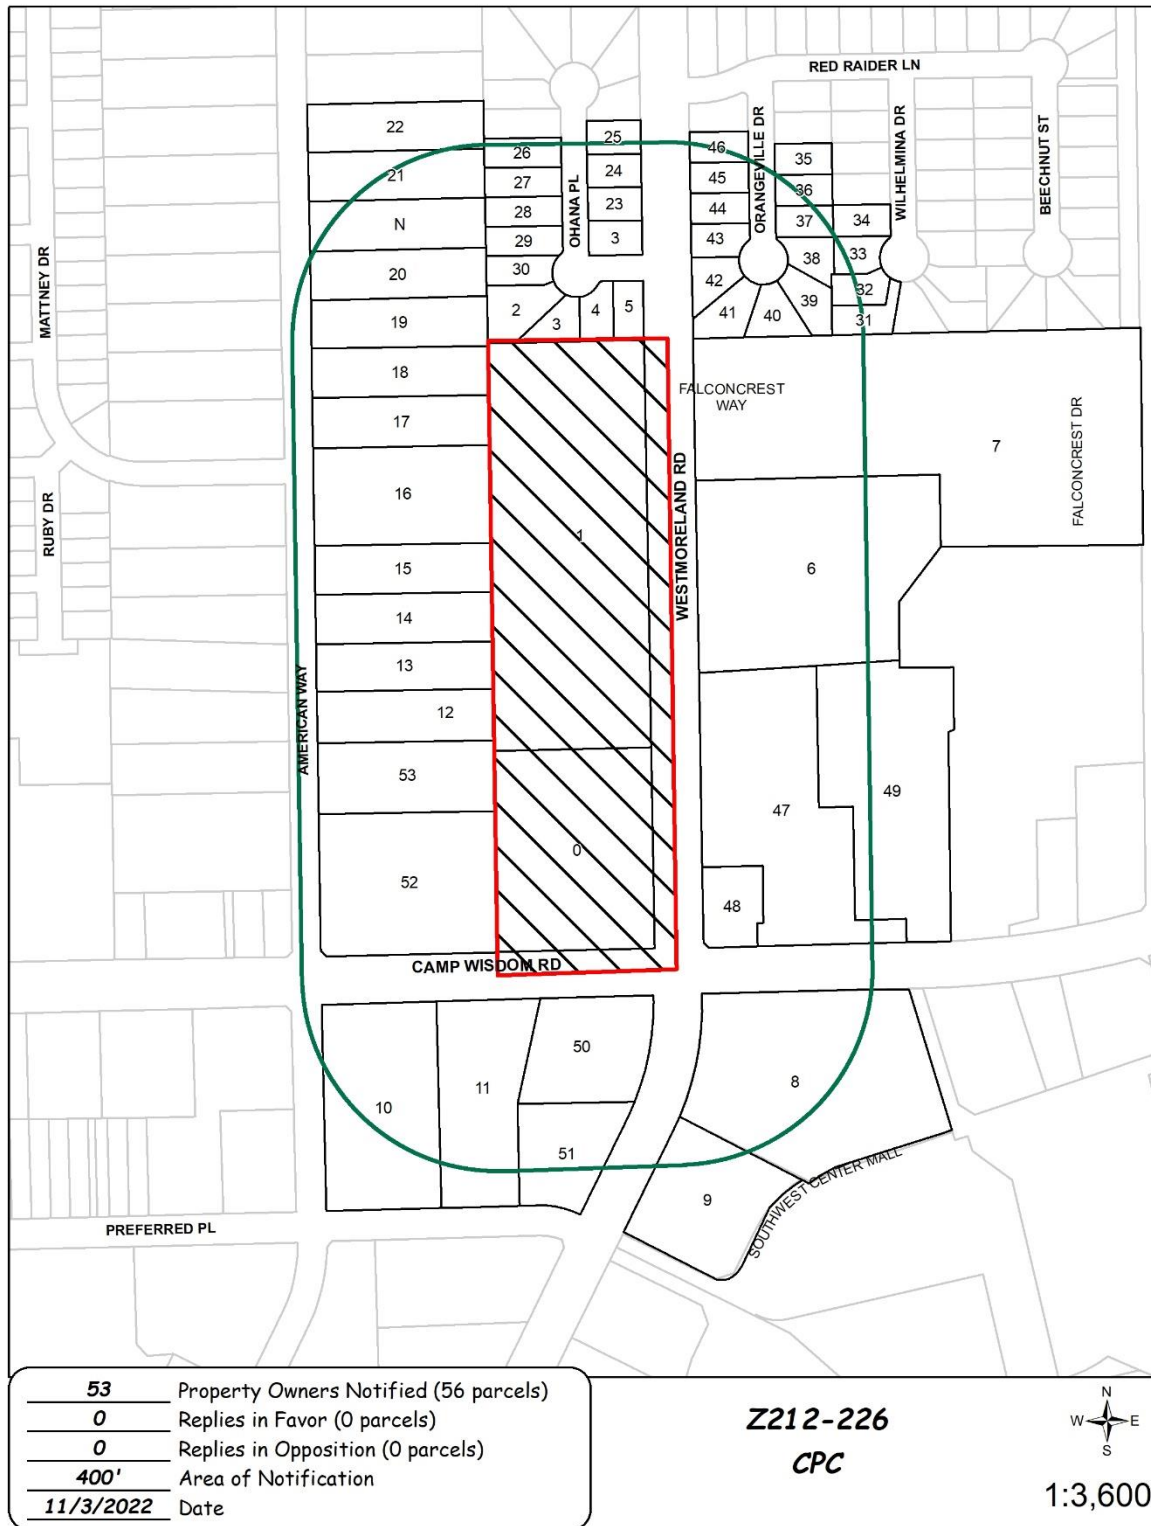 RED RAIDER LN
22
25
46
26
35
21
24
45
27
36
23
44
28
37
34
N
OHANA PL
ORANGEVILLE DR
WILHELMINA DR
BEECHNUT ST
MATTNEY DR
29
3
43
38
33
30
20
42
32
2
39
3
4
5
41
40
31
19
18
FALCONCREST
WAY
17
7
FALCONCREST DR
16
WESTMORELAND RD
RUBY DR
1
15
6
14
13
AMERICAN WAY
12
53
49
47
0
52
48
CAMP WISDOM RD
50
8
11
10
51
9
SOUTHWEST CENTER MALL
PREFERRED PL
53 Property Owners Notified (56 parcels)
0 Replies in Favor (0 parcels)
0 Replies in Opposition (0 parcels)
400' Area of Notification
11/3/2022 Date
Z212-226
CPC
N
W E
S
1:3,600